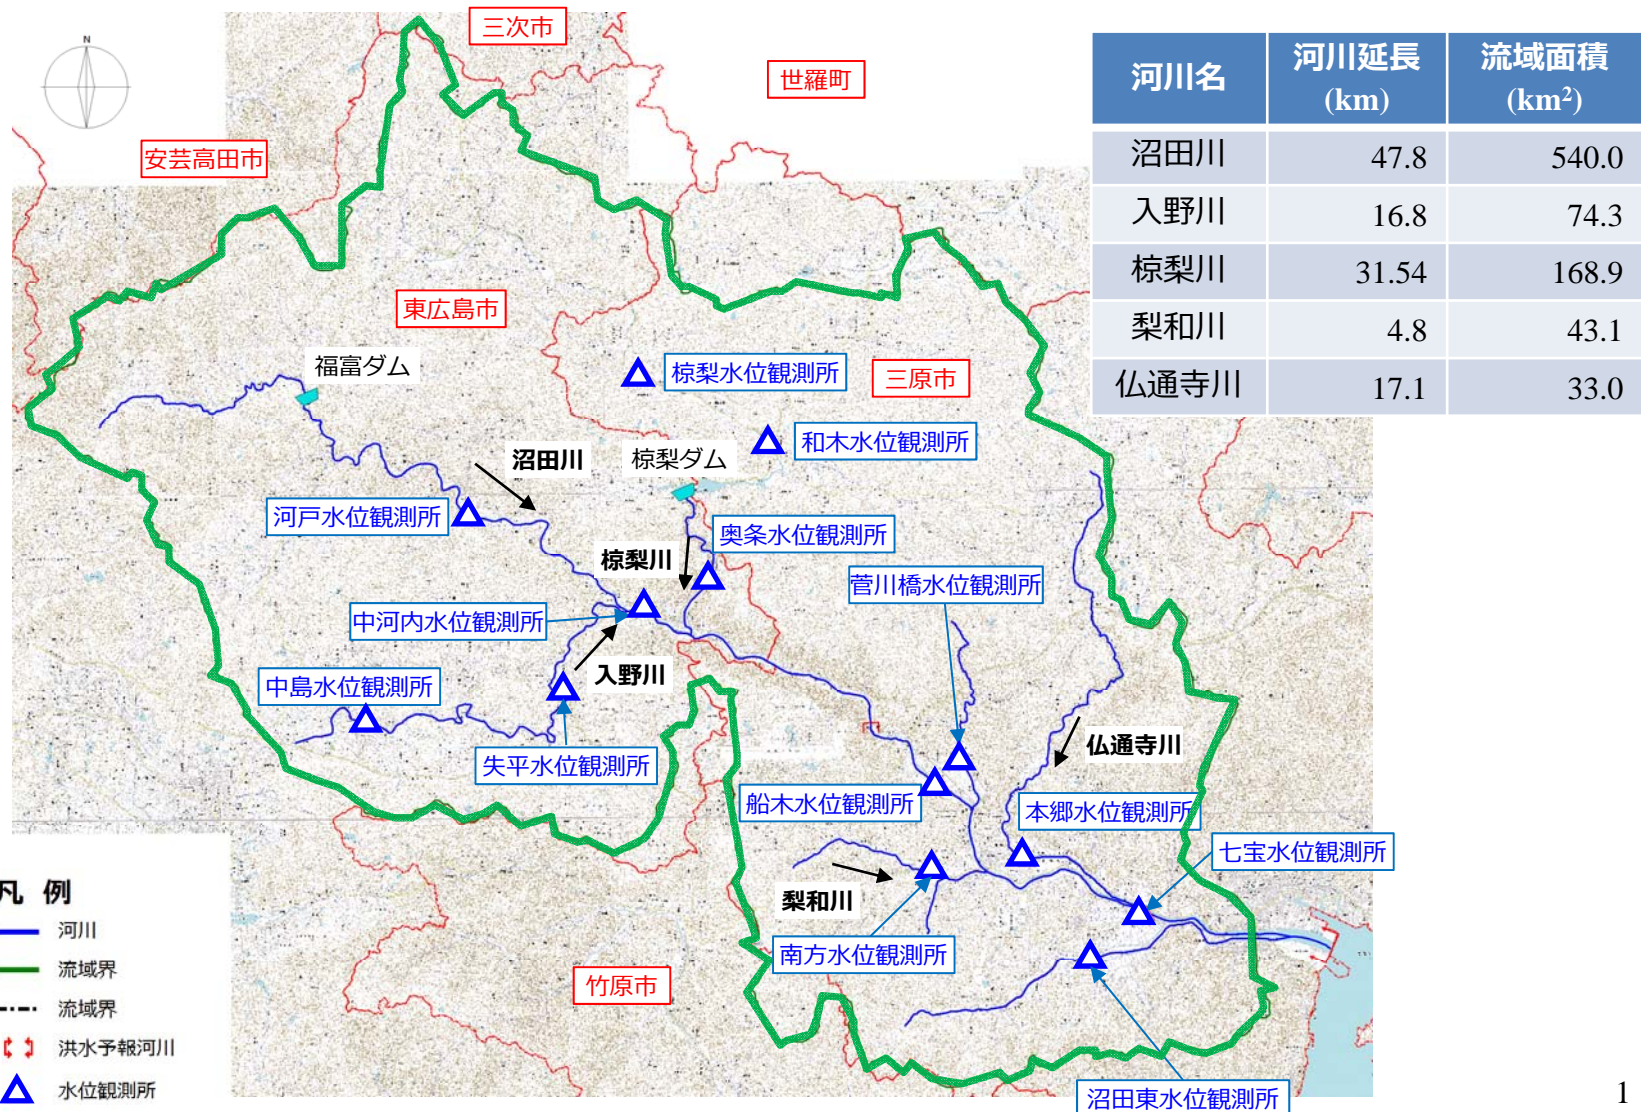 N
三次市
世羅町
安芸高田市
河川名
河川延長
(km)
流域面積
(km²)
沼田川
47.8
540.0
入野川
16.8
74.3
椋梨川
31.54
168.9
梨和川
4.8
43.1
仏通寺川
17.1
33.0
東広島市
福富ダム
椋梨水位観測所
三原市
和木水位観測所
沼田川
椋梨ダム
河戸水位観測所
奥条水位観測所
椋梨川
菅川橋水位観測所
中河内水位観測所
入野川
中島水位観測所
仏通寺川
矢平水位観測所
船木水位観測所
本郷水位観測所
七宝水位観測所
梨和川
南方水位観測所
竹原市
沼田東水位観測所
凡 例
河川
流域界
流域界
洪水予報河川
水位観測所
1